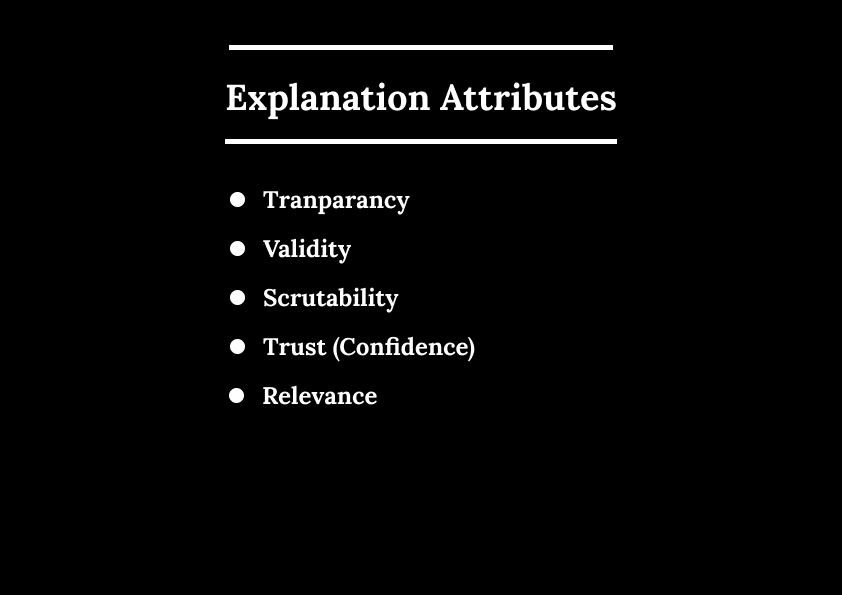 Explanation Attributes
Tranparancy
Validity
Scrutability
Trust (Confidence)
Relevance